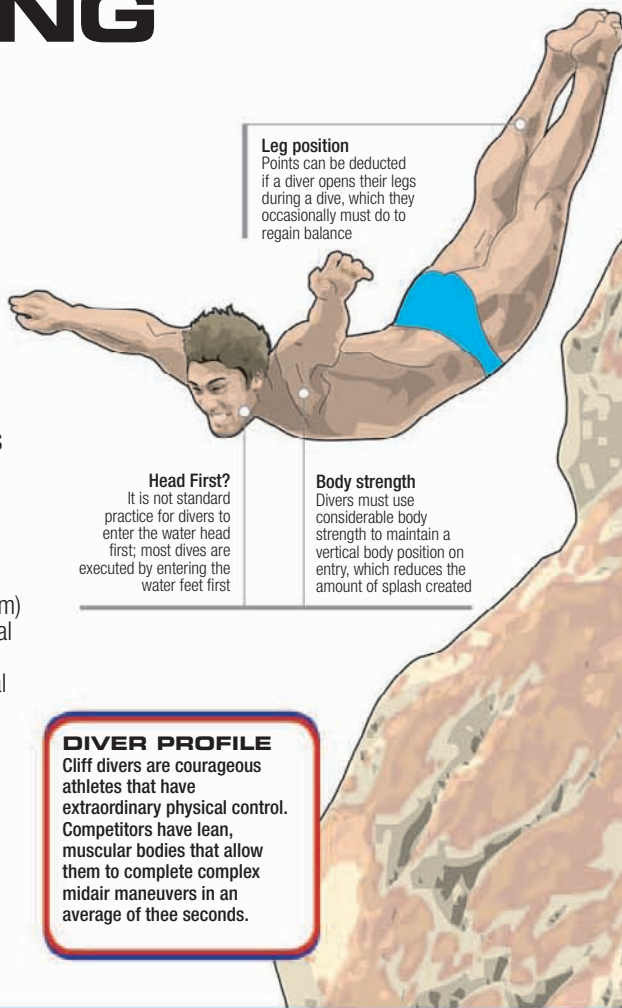 NG
Leg position
Points can be deducted
if a diver opens their legs
during a dive, which they
occasionally must do to
regain balance
s
Head First?
It is not standard
practice for divers to
enter the water head
first; most dives are
executed by entering the
water feet first
Body strength
Divers must use
considerable body
strength to maintain a
vertical body position on
entry, which reduces the
amount of splash created
m)
al
al
DIVER PROFILE
Cliff divers are courageous
athletes that have
extraordinary physical control.
Competitors have lean,
muscular bodies that allow
them to complete complex
midair maneuvers in an
average of thee seconds.